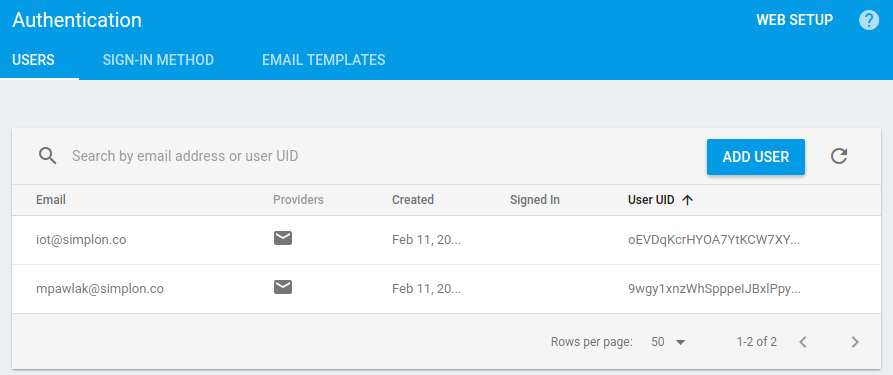 Authentication WEB SETUP ?
USERS SIGN-IN METHOD EMAIL TEMPLATES
Search by email address or user UID ADD USER
Email Providers Created Signed In User UID
iot@simplon.co Feb 11, 20... oEVDqKcrHYOA7YtKCW7XY...
mpawlak@simplon.co Feb 11, 20... 9wgy1xnzWhSpppeIJBxlPpy...
Rows per page: 50 1-2 of 2